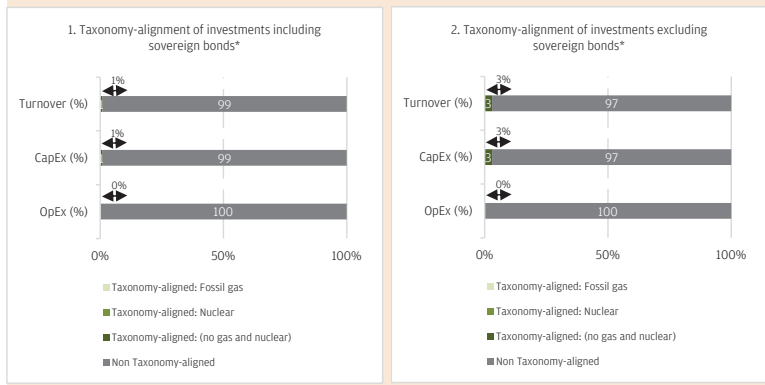 1. Taxonomy-alignment of investments including
sovereign bonds*
1%
Turnover (%)
1
99
1%
CapEx (%)
1
99
0%
OpEx (%)
100
0%
50%
100%
Taxonomy-aligned: Fossil gas
Taxonomy-aligned: Nuclear
Taxonomy-aligned: (no gas and nuclear)
Non Taxonomy-aligned
2. Taxonomy-alignment of investments excluding
sovereign bonds*
3%
Turnover (%)
3
97
3%
CapEx (%)
3
97
0%
OpEx (%)
100
0%
50%
100%
Taxonomy-aligned: Fossil gas
Taxonomy-aligned: Nuclear
Taxonomy-aligned: (no gas and nuclear)
Non Taxonomy-aligned